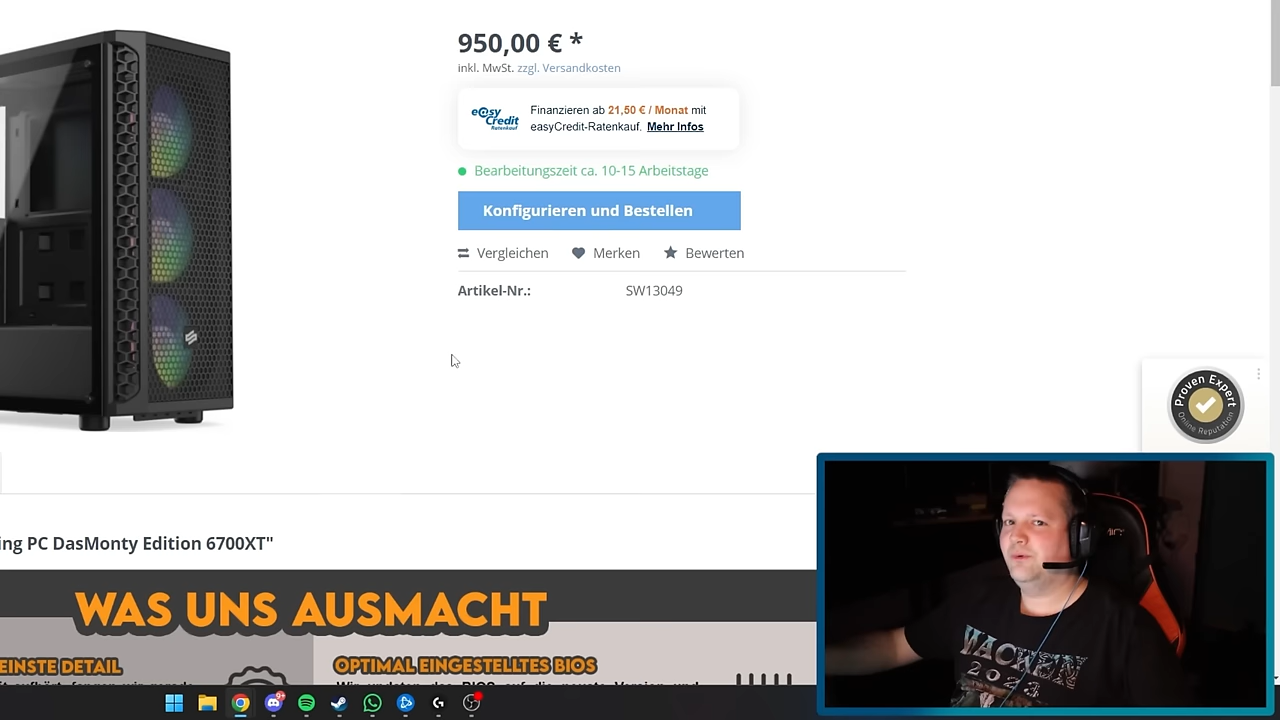 950,00 € *
inkl. MwSt. zzgl. Versandkosten
easyCredit Ratenkauf
Finanzieren ab 21,50 € / Monat mit
easyCredit-Ratenkauf. Mehr Infos
Bearbeitungszeit ca. 10-15 Arbeitstage
Konfigurieren und Bestellen
Vergleichen Merken Bewerten
Artikel-Nr.: SW13049
Proven Expert
Online Reputation
ing PC DasMonty Edition 6700XT"
WAS UNS AUSMACHT
EINSTE DETAIL
OPTIMAL EINGESTELLTES BIOS
WACKEN